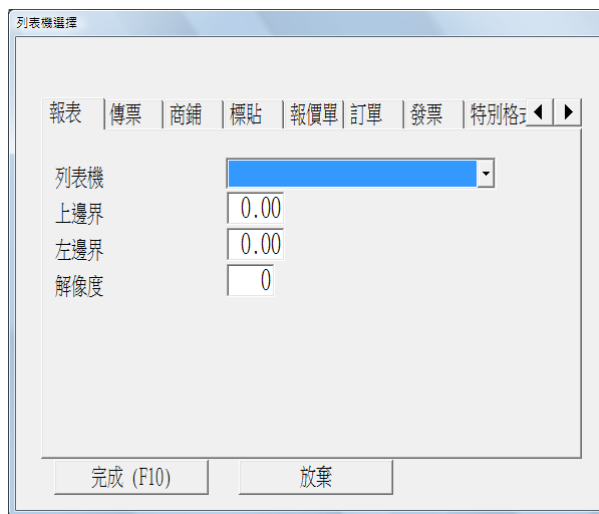 列表機選擇
報表 傳票 商鋪 標貼 報價單 訂單 發票 特別格
列表機
上邊界 0.00
左邊界 0.00
解像度 0
完成 (F10) 放棄